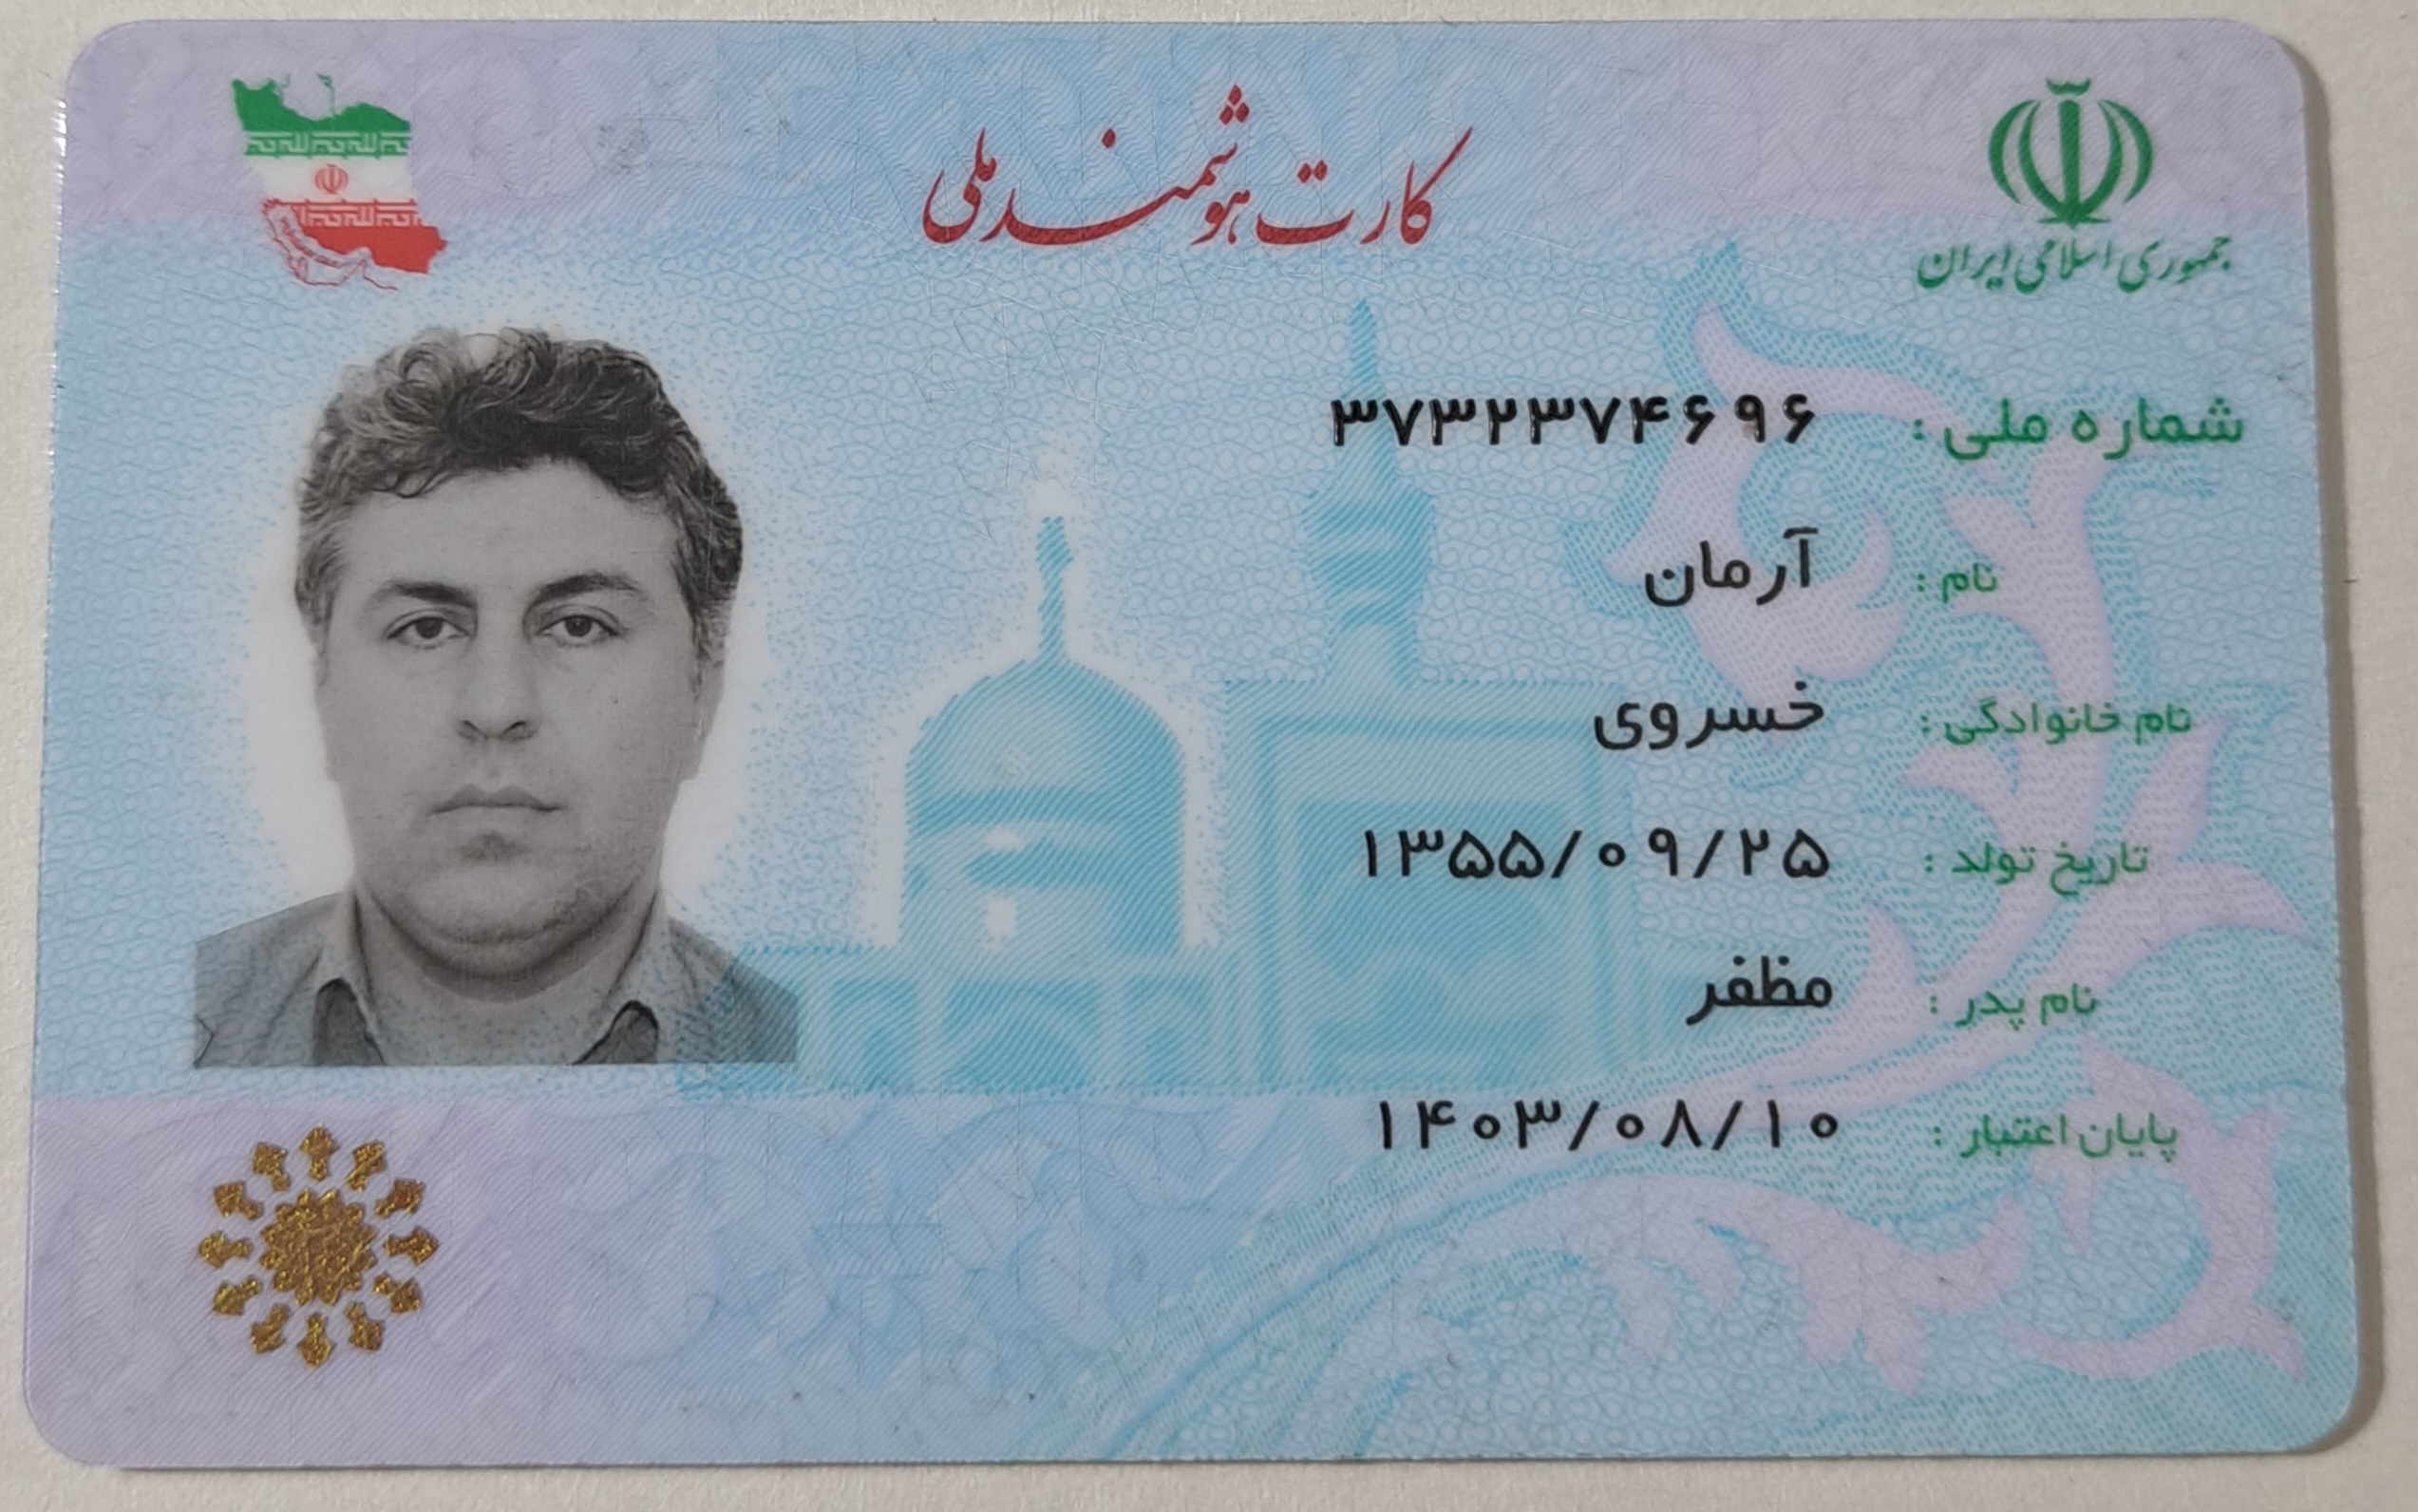 جمهوری اسلامی ایران
کارت هوشمند ملی
شماره ملی : ۳۷۳۲۳۷۴۶۹۶
نام : آرمان
نام خانوادگی : خسروی
تاریخ تولد : ۱۳۵۵/۰۹/۲۵
نام پدر : مظفر
پایان اعتبار : ۱۴۰۳/۰۸/۱۰